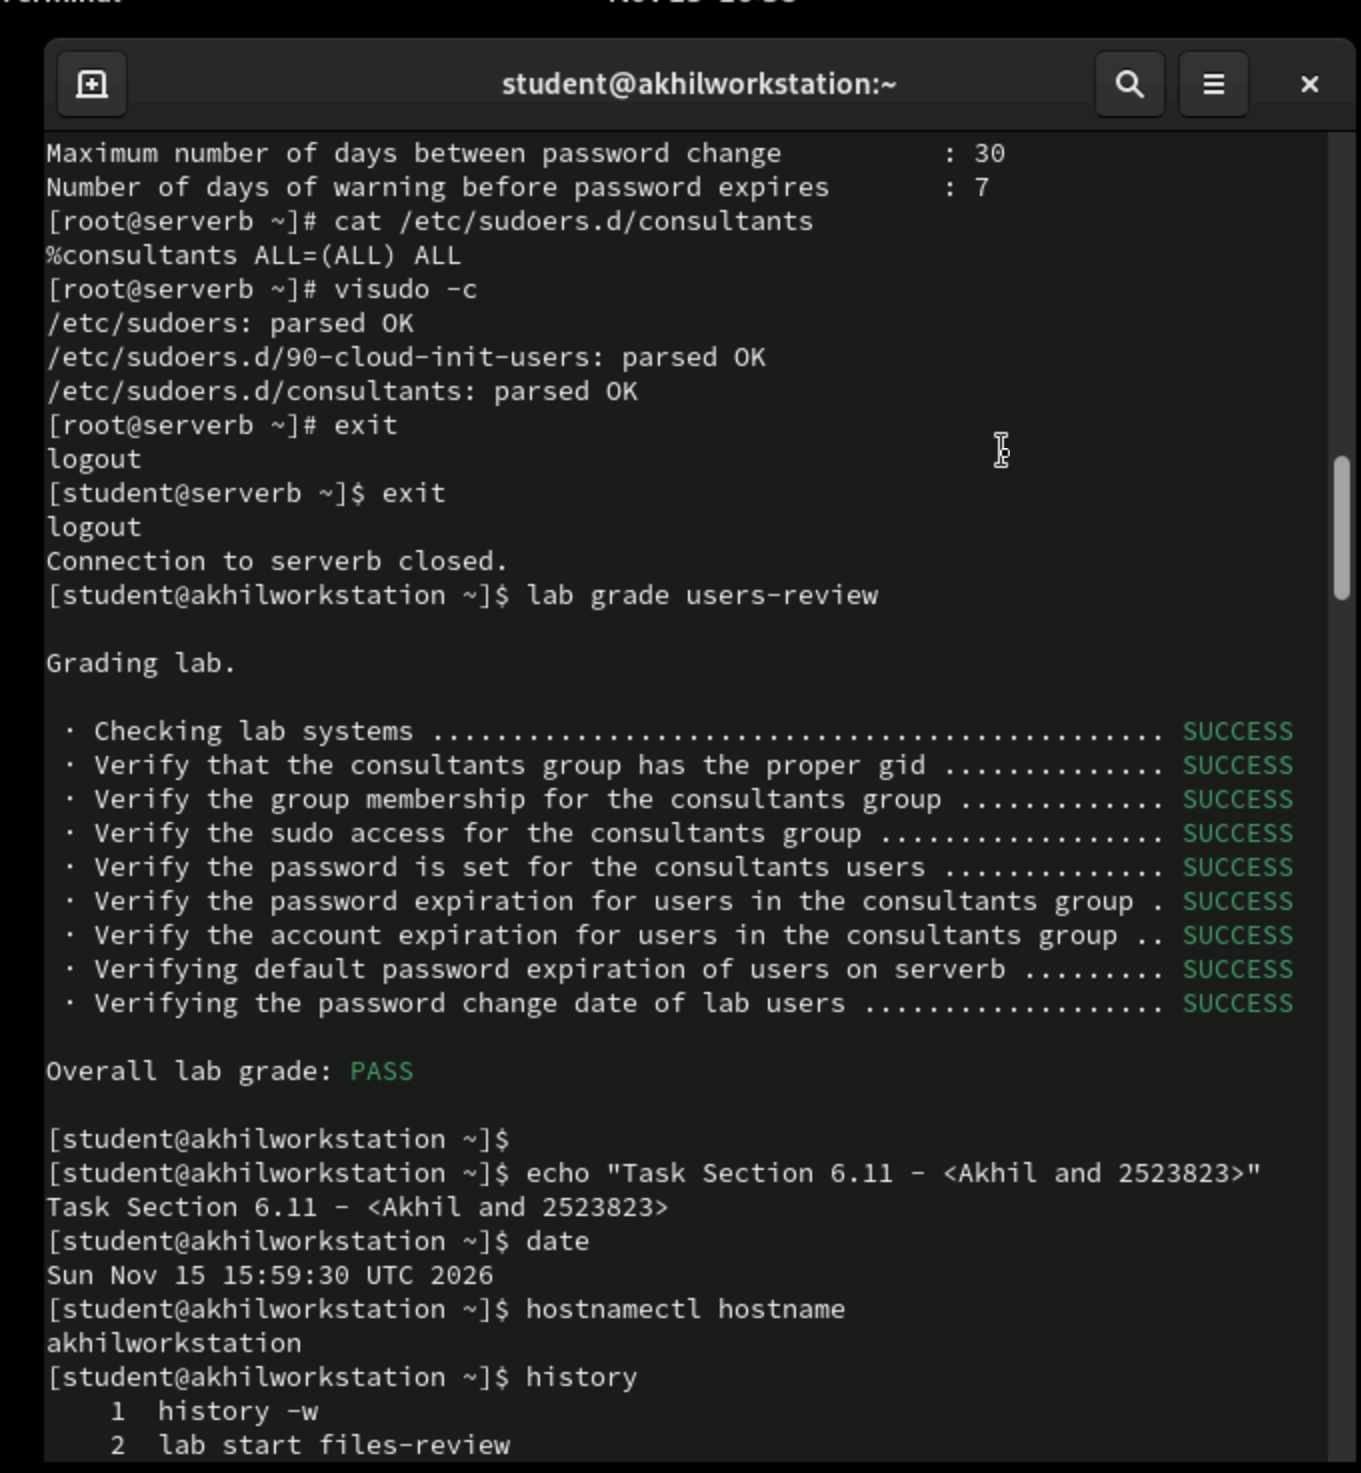 student@akhilworkstation:~
Maximum number of days between password change          : 30
Number of days of warning before password expires       : 7
[root@serverb ~]# cat /etc/sudoers.d/consultants
%consultants ALL=(ALL) ALL
[root@serverb ~]# visudo -c
/etc/sudoers: parsed OK
/etc/sudoers.d/90-cloud-init-users: parsed OK
/etc/sudoers.d/consultants: parsed OK
[root@serverb ~]# exit
logout
[student@serverb ~]$ exit
logout
Connection to serverb closed.
[student@akhilworkstation ~]$ lab grade users-review
Grading lab.
· Checking lab systems .............................................. SUCCESS
· Verify that the consultants group has the proper gid .............. SUCCESS
· Verify the group membership for the consultants group ............. SUCCESS
· Verify the sudo access for the consultants group .................. SUCCESS
· Verify the password is set for the consultants users .............. SUCCESS
· Verify the password expiration for users in the consultants group . SUCCESS
· Verify the account expiration for users in the consultants group .. SUCCESS
· Verifying default password expiration of users on serverb ......... SUCCESS
· Verifying the password change date of lab users ................... SUCCESS
Overall lab grade: PASS
[student@akhilworkstation ~]$
[student@akhilworkstation ~]$ echo "Task Section 6.11 - <Akhil and 2523823>"
Task Section 6.11 - <Akhil and 2523823>
[student@akhilworkstation ~]$ date
Sun Nov 15 15:59:30 UTC 2026
[student@akhilworkstation ~]$ hostnamectl hostname
akhilworkstation
[student@akhilworkstation ~]$ history
1  history -w
2  lab start files-review